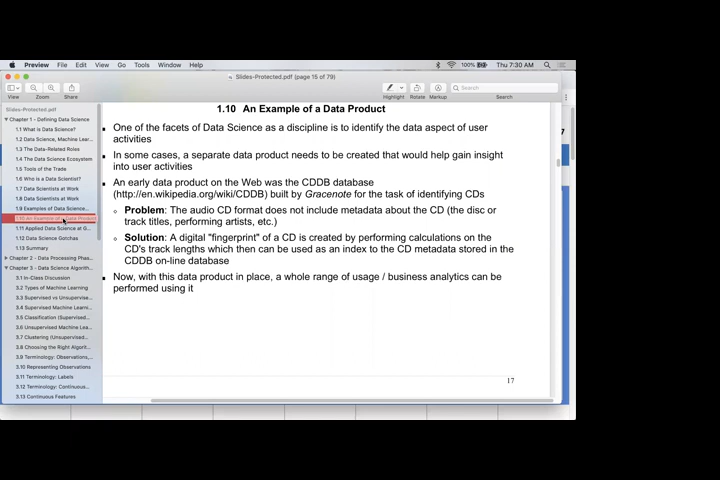 Preview File Edit View Go Tools Window Help
100% Thu 7:30 AM
Slides-Protected.pdf (page 15 of 79)
View Zoom Share Highlight Rotate Markup Search
Search
Slides-Protected.pdf
Chapter 1 - Defining Data Science
1.1 What is Data Science?
1.2 Data Science, Machine Lear...
1.3 The Data-Related Roles
1.4 The Data Science Ecosystem
1.5 Tools of the Trade
1.6 Who is a Data Scientist?
1.7 Data Scientists at Work
1.8 Data Scientists at Work
1.9 Examples of Data Science...
1.10 An Example of a Data Product
1.11 Applied Data Science at G...
1.12 Data Science Gotchas
1.13 Summary
Chapter 2 - Data Processing Phas...
Chapter 3 - Data Science Algorith...
3.1 In-Class Discussion
3.2 Types of Machine Learning
3.3 Supervised vs Unsupervise...
3.4 Supervised Machine Learni...
3.5 Classification (Supervised...
3.6 Unsupervised Machine Lea...
3.7 Clustering (Unsupervised...
3.8 Choosing the Right Algorit...
3.9 Terminology: Observations,...
3.10 Representing Observations
3.11 Terminology: Labels
3.12 Terminology: Continuous...
3.13 Continuous Features
1.10 An Example of a Data Product
One of the facets of Data Science as a discipline is to identify the data aspect of user
activities
In some cases, a separate data product needs to be created that would help gain insight
into user activities
An early data product on the Web was the CDDB database
(http://en.wikipedia.org/wiki/CDDB) built by Gracenote for the task of identifying CDs
Problem: The audio CD format does not include metadata about the CD (the disc or
track titles, performing artists, etc.)
Solution: A digital "fingerprint" of a CD is created by performing calculations on the
CD's track lengths which then can be used as an index to the CD metadata stored in the
CDDB on-line database
Now, with this data product in place, a whole range of usage / business analytics can be
performed using it
17
7